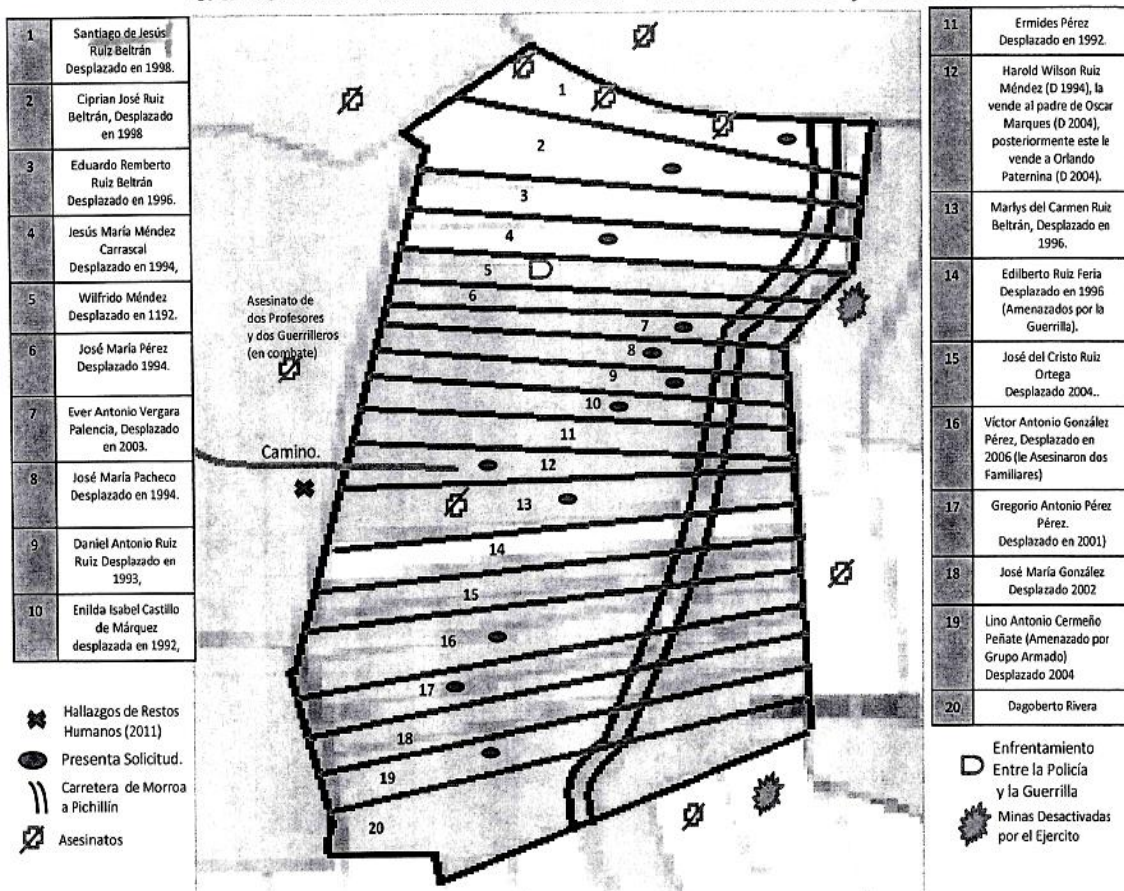 1
Santiago de Jesús
Ruiz Beltrán
Desplazado en 1998.
2
Ciprian José Ruiz
Beltrán, Desplazado
en 1998
3
Eduardo Remberto
Ruiz Beltrán
Desplazado en 1996.
4
Jesús María Méndez
Carrascal
Desplazado en 1994,
5
Wilfrido Méndez
Desplazado en 1192.
6
José María Pérez
Desplazado 1994.
7
Ever Antonio Vergara
Palencia, Desplazado
en 2003.
8
José María Pacheco
Desplazado en 1994.
9
Daniel Antonio Ruiz
Ruiz Desplazado en
1993,
10
Enilda Isabel Castillo
de Márquez
desplazada en 1992,
Hallazgos de Restos
Humanos (2011)
Presenta Solicitud.
Carretera de Morroa
a Pichillín
Asesinatos
1
2
3
4
5
6
Asesinato de
dos Profesores
y dos Guerrilleros
(en combate)
7
8
9
10
11
Camino.
12
13
14
15
16
17
18
19
20
11
Ermides Pérez
Desplazado en 1992.
12
Harold Wilson Ruiz
Méndez (D 1994), la
vende al padre de Oscar
Marques (D 2004),
posteriormente este le
vende a Orlando
Paternina (D 2004).
13
Marlys del Carmen Ruiz
Beltrán, Desplazado en
1996.
14
Edilberto Ruiz Feria
Desplazado en 1996
(Amenazados por la
Guerrilla).
15
José del Cristo Ruiz
Ortega
Desplazado 2004..
16
Víctor Antonio González
Pérez, Desplazado en
2006 (le Asesinaron dos
Familiares)
17
Gregorio Antonio Pérez
Pérez.
Desplazado en 2001)
18
José María González
Desplazado 2002
19
Lino Antonio Cermeño
Peñate (Amenazado por
Grupo Armado)
Desplazado 2004
20
Dagoberto Rivera
Enfrentamiento
Entre la Policía
y la Guerrilla
Minas Desactivadas
por el Ejercito